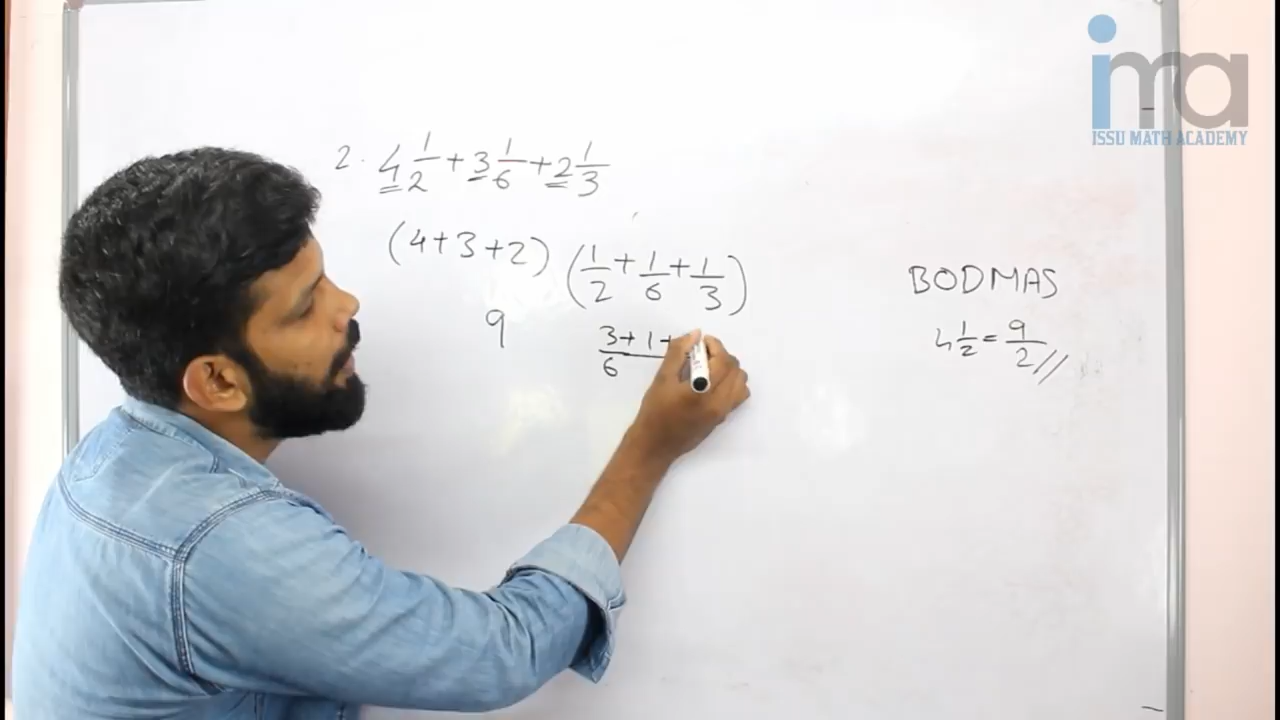 ima
ISSU MATH ACADEMY
2. 4 1/2 + 3 1/6 + 2 1/3
(4+3+2) (1/2 + 1/6 + 1/3)
9
3+1+
6
BODMAS
4 1/2 = 9/2 //